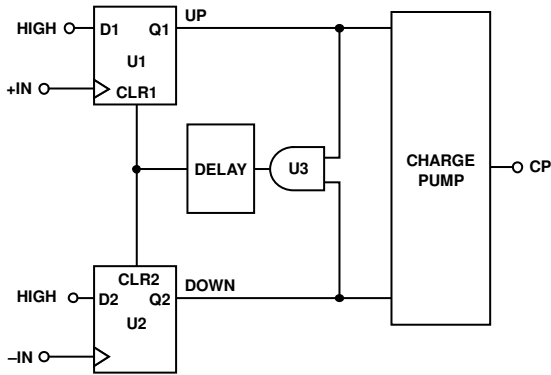 UP
HIGH
D1
Q1
U1
+IN
CLR1
DELAY
U3
CHARGE
PUMP
CP
CLR2
DOWN
HIGH
D2
Q2
U2
–IN